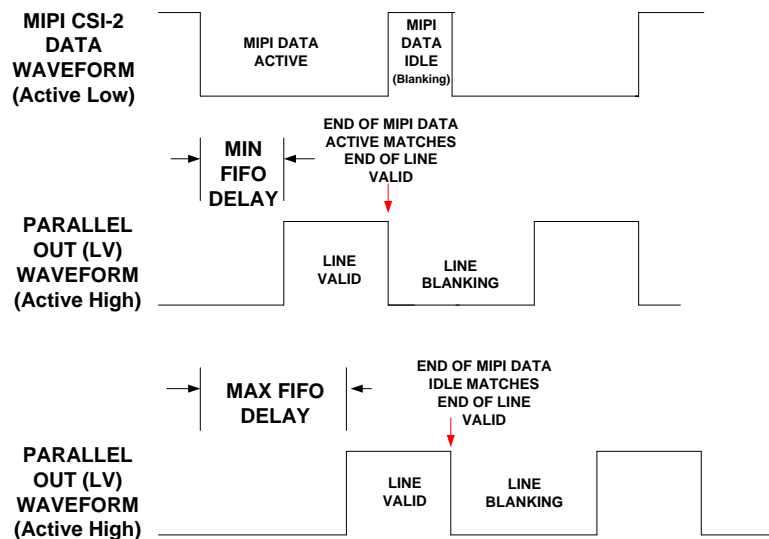 MIPI CSI-2
DATA
WAVEFORM
(Active Low)
MIPI DATA
ACTIVE
MIPI
DATA
IDLE
(Blanking)
END OF MIPI DATA
ACTIVE MATCHES
END OF LINE
VALID
MIN
FIFO
DELAY
PARALLEL
OUT (LV)
WAVEFORM
(Active High)
LINE
VALID
LINE
BLANKING
MAX FIFO
DELAY
END OF MIPI DATA
IDLE MATCHES
END OF LINE
VALID
PARALLEL
OUT (LV)
WAVEFORM
(Active High)
LINE
VALID
LINE
BLANKING